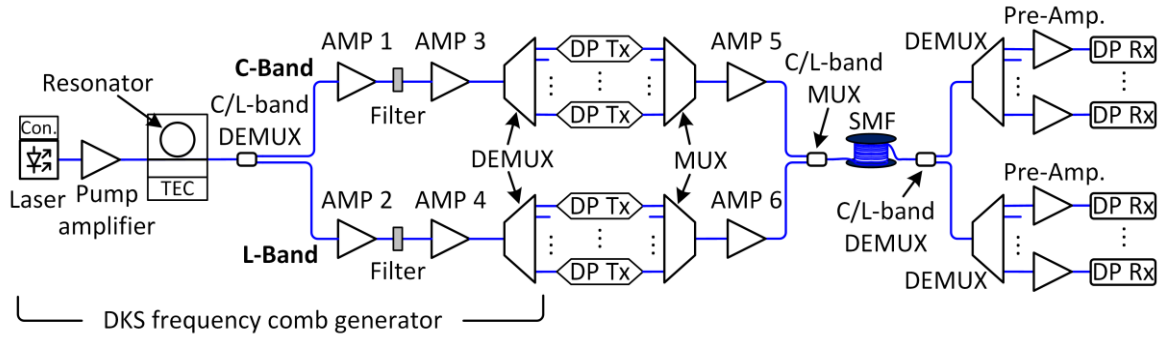 Pre-Amp.
DEMUX
DP Rx
DP Rx
AMP 1
AMP 3
DP Tx
DP Tx
AMP 5
C-Band
Filter
C/L-band
MUX
SMF
Resonator
C/L-band
DEMUX
Con.
Laser
Pump
amplifier
TEC
DEMUX
MUX
AMP 2
AMP 4
DP Tx
DP Tx
AMP 6
L-Band
Filter
C/L-band
DEMUX
Pre-Amp.
DP Rx
DP Rx
DEMUX
DKS frequency comb generator